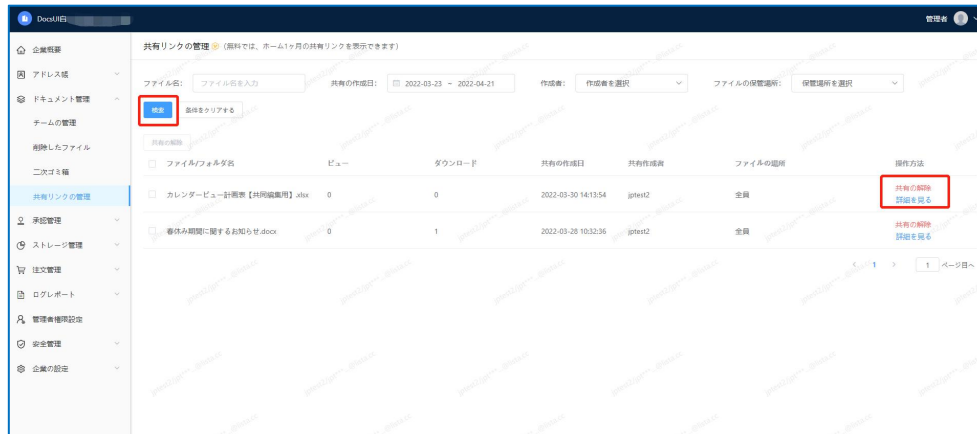 DocsUI
管理者
企業概要
アドレス帳
ドキュメント管理
チームの管理
削除したファイル
二次ゴミ箱
共有リンクの管理
承認管理
ストレージ管理
注文管理
ログレポート
管理者権限設定
安全管理
企業の設定
共有リンクの管理 (無料では、ホーム1ヶ月の共有リンクを表示できます)
ファイル名: ファイル名を入力 共有の作成日: 2022-03-23 ~ 2022-04-21 作成者: 作成者を選択 ファイルの保管場所: 保管場所を選択
検索 条件をクリアする
共有の解除
ファイル/フォルダ名 ビュー ダウンロード 共有の作成日 共有作成者 ファイルの場所 操作方法
カレンダービュー計画表【共同編集用】.xlsx 0 0 2022-03-30 14:13:54 jptest2 全員 共有の解除
詳細を見る
春休み期間に関するお知らせ.docx 0 1 2022-03-28 10:32:36 jptest2 全員 共有の解除
詳細を見る
< 1 > 1 ページ目へ